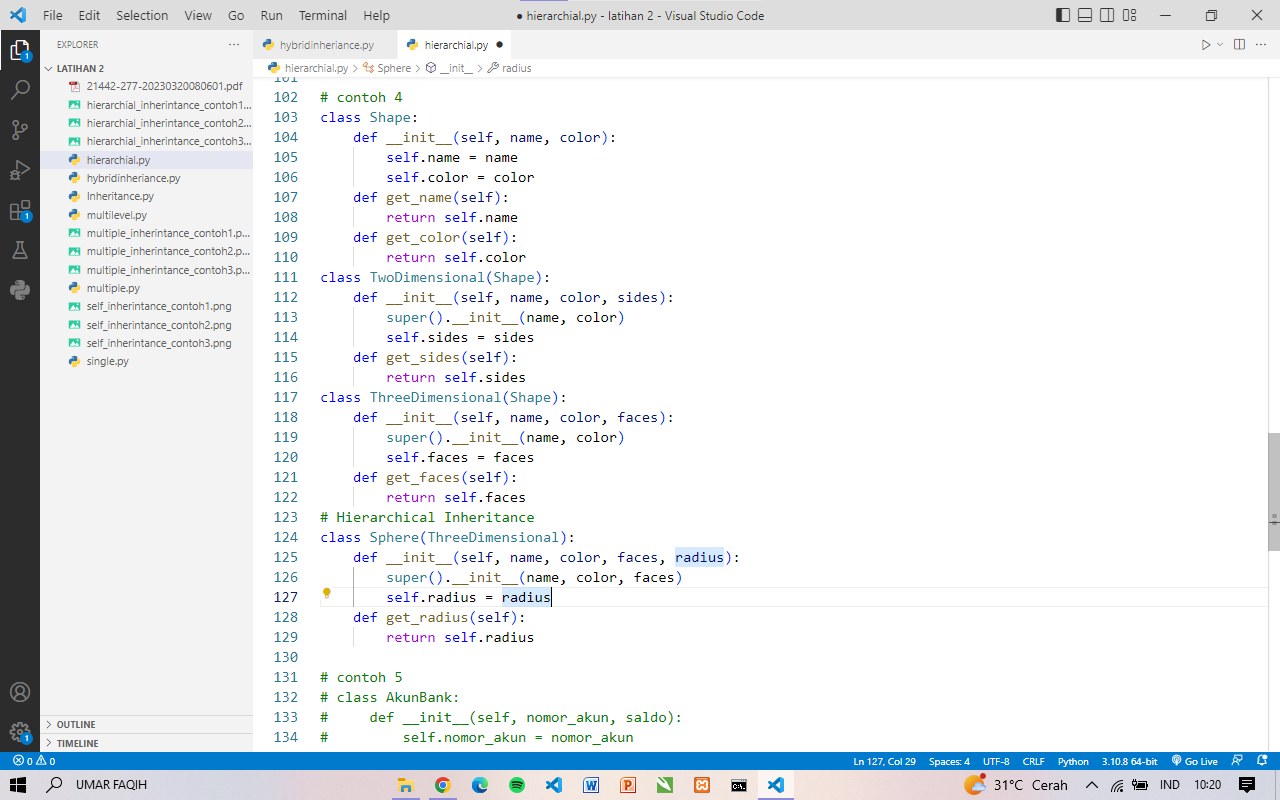 File Edit Selection View Go Run Terminal Help
● hierarchial.py - latihan 2 - Visual Studio Code
EXPLORER
LATIHAN 2
21442-277-20230320080601.pdf
hierarchial_inherintance_contoh1...
hierarchial_inherintance_contoh2...
hierarchial_inherintance_contoh3...
hierarchial.py
hybridinheriance.py
Inheritance.py
multilevel.py
multiple_inherintance_contoh1.p...
multiple_inherintance_contoh2.p...
multiple_inherintance_contoh3.p...
multiple.py
self_inherintance_contoh1.png
self_inherintance_contoh2.png
self_inherintance_contoh3.png
single.py
OUTLINE
TIMELINE
1
1
1
hybridinheriance.py
hierarchial.py ●
hierarchial.py > Sphere > __init__ > radius
101
102 # contoh 4
103 class Shape:
104     def __init__(self, name, color):
105         self.name = name
106         self.color = color
107     def get_name(self):
108         return self.name
109     def get_color(self):
110         return self.color
111 class TwoDimensional(Shape):
112     def __init__(self, name, color, sides):
113         super().__init__(name, color)
114         self.sides = sides
115     def get_sides(self):
116         return self.sides
117 class ThreeDimensional(Shape):
118     def __init__(self, name, color, faces):
119         super().__init__(name, color)
120         self.faces = faces
121     def get_faces(self):
122         return self.faces
123 # Hierarchical Inheritance
124 class Sphere(ThreeDimensional):
125     def __init__(self, name, color, faces, radius):
126         super().__init__(name, color, faces)
127         self.radius = radius
128     def get_radius(self):
129         return self.radius
130
131 # contoh 5
132 # class AkunBank:
133 #     def __init__(self, nomor_akun, saldo):
134 #         self.nomor_akun = nomor_akun
0 0 Ln 127, Col 29 Spaces: 4 UTF-8 CRLF Python 3.10.8 64-bit Go Live
UMAR FAQIH 31°C Cerah IND 10:20